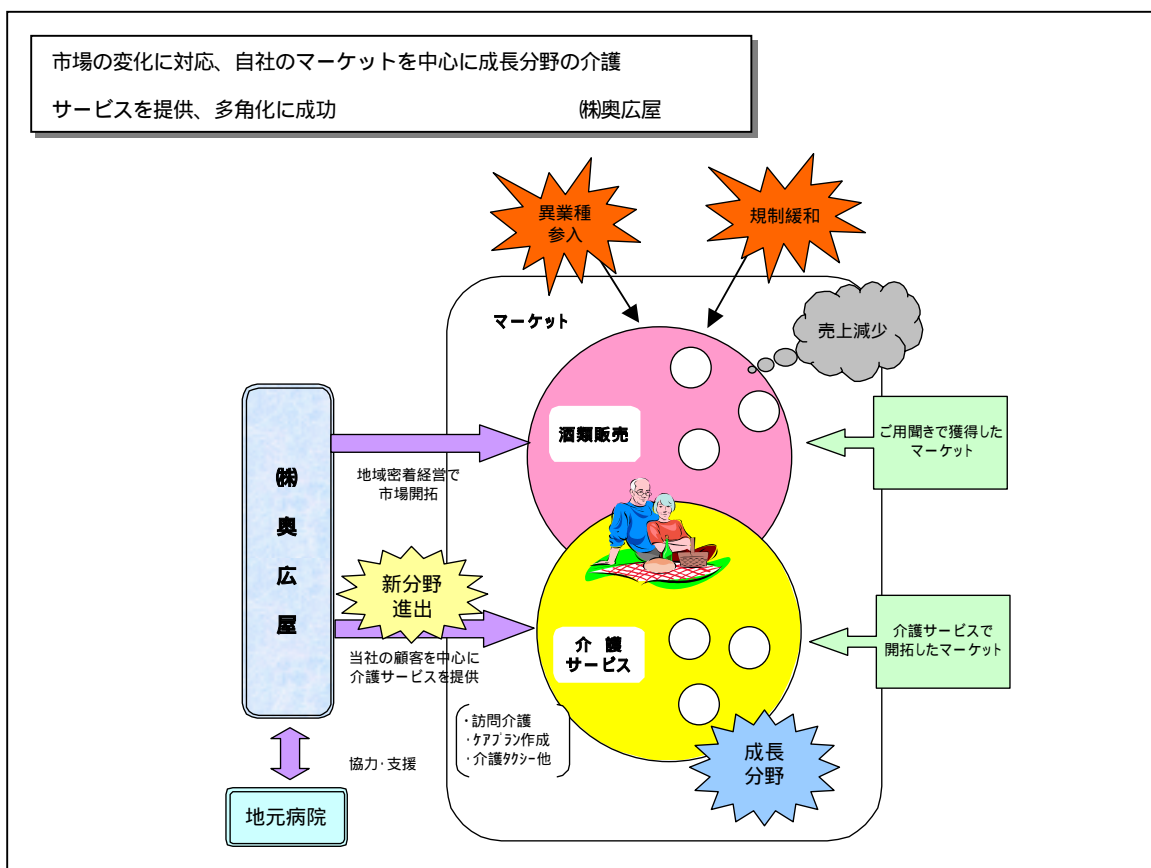 市場の変化に対応、自社のマーケットを中心に成長分野の介護
サービスを提供、多角化に成功 ㈱奥広屋
異業種
参入
規制緩和
マーケット
売上減少
酒類販売
ご用聞きで獲得した
マーケット
㈱
奥
広
屋
地域密着経営で
市場開拓
新分野
進出
当社の顧客を中心に
介護サービスを提供
介 護
サービス
介護サービスで
開拓したマーケット
・訪問介護
・ケアプラン作成
・介護タクシー他
成長
分野
協力・支援
地元病院